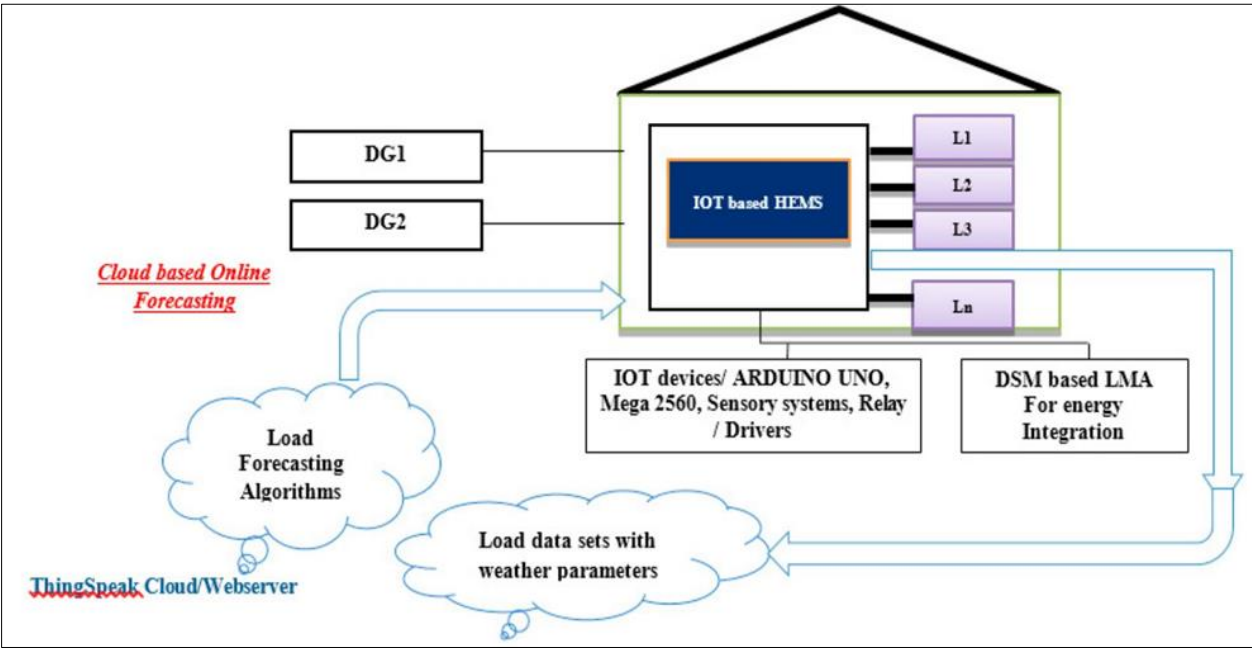 DG1
DG2
Cloud based Online
Forecasting
IOT based HEMS
L1
L2
L3
Ln
IOT devices/ ARDUINO UNO,
Mega 2560, Sensory systems, Relay
/ Drivers
DSM based LMA
For energy
Integration
Load
Forecasting
Algorithms
Load data sets with
weather parameters
ThingSpeak Cloud/Webserver